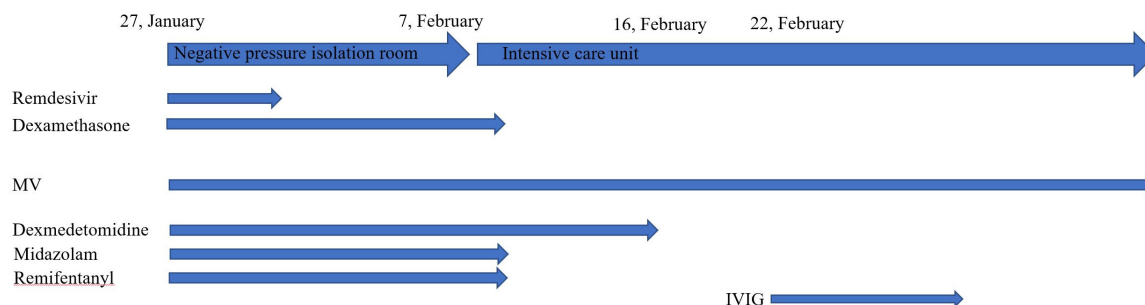 27, January
7, February
16, February
22, February
Negative pressure isolation room
Intensive care unit
Remdesivir
Dexamethasone
MV
Dexmedetomidine
Midazolam
Remifentanyl
IVIG